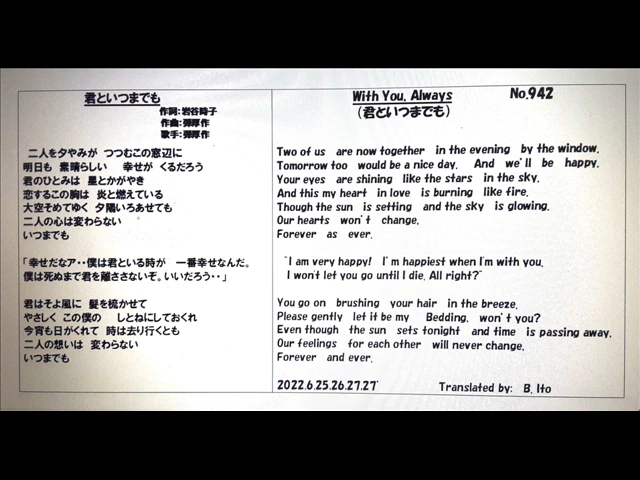 君といつまでも
作詞:岩谷時子
作曲:弾厚作
歌手:弾厚作
二人を夕やみが つつむこの窓辺に
明日も 素晴らしい 幸せが くるだろう
君のひとみは 星とかがやき
恋するこの胸は 炎と燃えている
大空そめてゆく 夕陽いろあせても
二人の心は変わらない
いつまでも
「幸せだなア・・僕は君といる時が 一番幸せなんだ。
僕は死ぬまで君を離さないぞ。いいだろう・・」
君はそよ風に 髪を梳かせて
やさしく この僕の しとねにしておくれ
今宵も日がくれて 時は去り行くとも
二人の想いは 変わらない
いつまでも
With You, Always
(君といつまでも)
No.942
Two of us are now together in the evening by the window.
Tomorrow too would be a nice day. And we'll be happy.
Your eyes are shining like the stars in the sky.
And this my heart in love is burning like fire.
Though the sun is setting and the sky is glowing.
Our hearts won't change.
Forever as ever.
"I am very happy! I'm happiest when I'm with you.
I won't let you go until I die. All right?"
You go on brushing your hair in the breeze.
Please gently let it be my Bedding, won't you?
Even though the sun sets tonight and time is passing away.
Our feelings for each other will never change.
Forever and ever.
2022.6.25.26.27.27'
Translated by: B. Ito